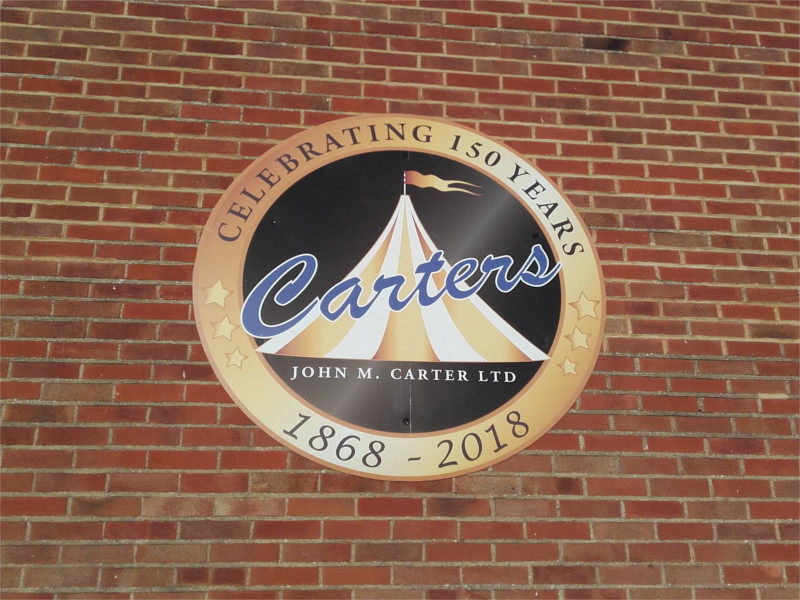 CELEBRATING 150 YEARS
Carters
JOHN M. CARTER LTD
1868 - 2018